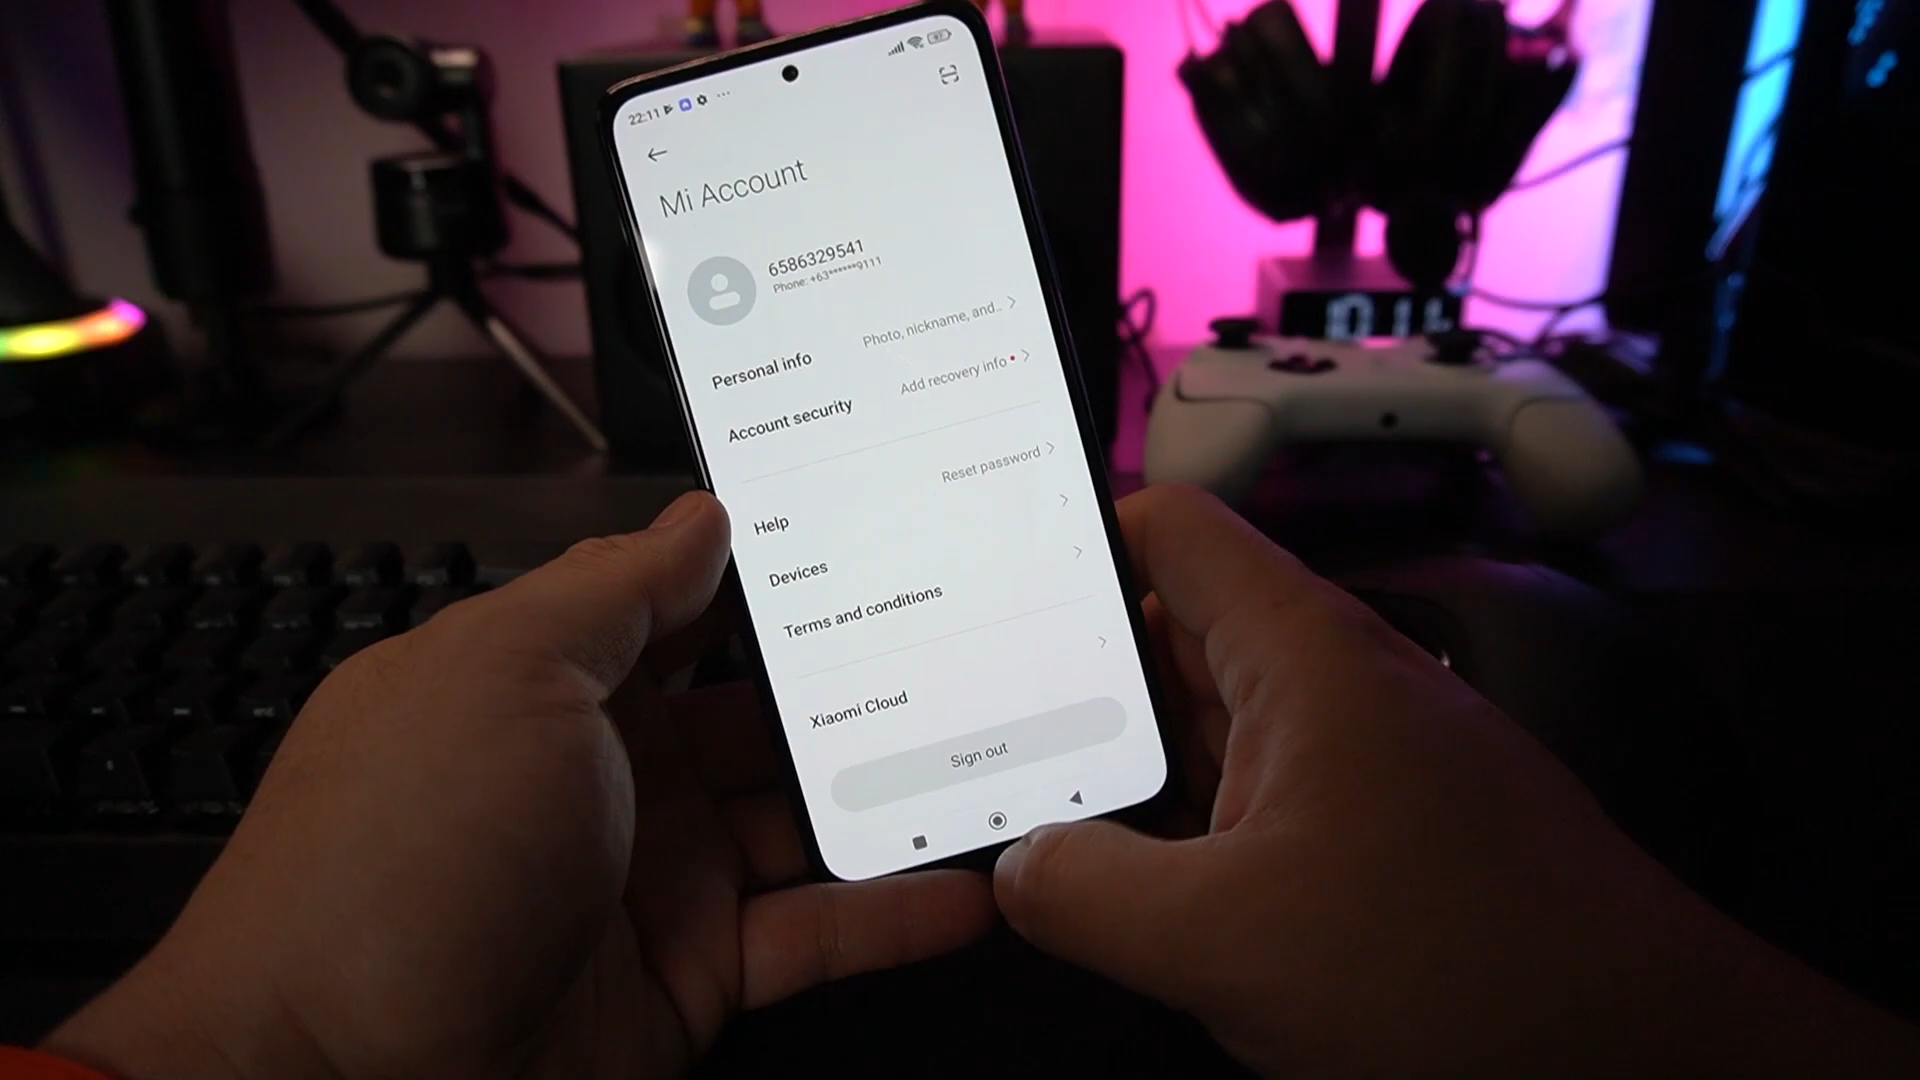 22:11
Mi Account
6586329541
Phone: +63******9111
Personal info
Photo, nickname, and..
Account security
Add recovery info
Help
Reset password
Devices
Terms and conditions
Xiaomi Cloud
Sign out